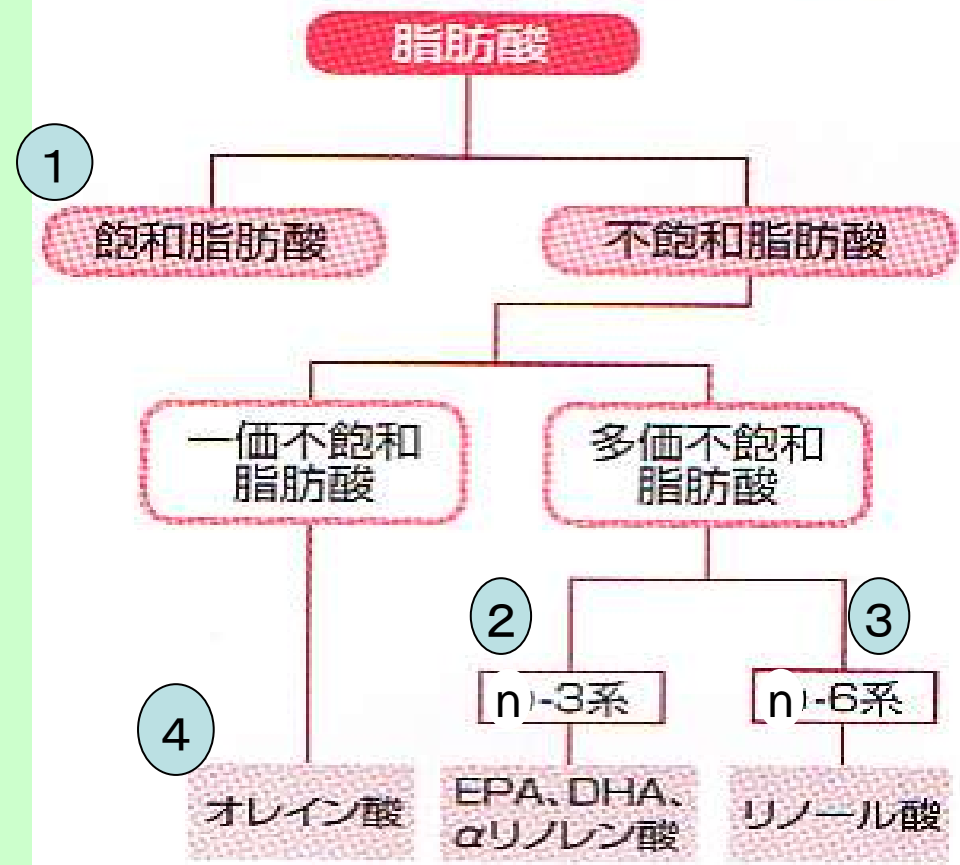 脂肪酸
1
飽和脂肪酸
不飽和脂肪酸
一価不飽和
脂肪酸
多価不飽和
脂肪酸
2
3
n-3系
n-6系
4
オレイン酸
EPA、DHA、
αリノレン酸
リノール酸